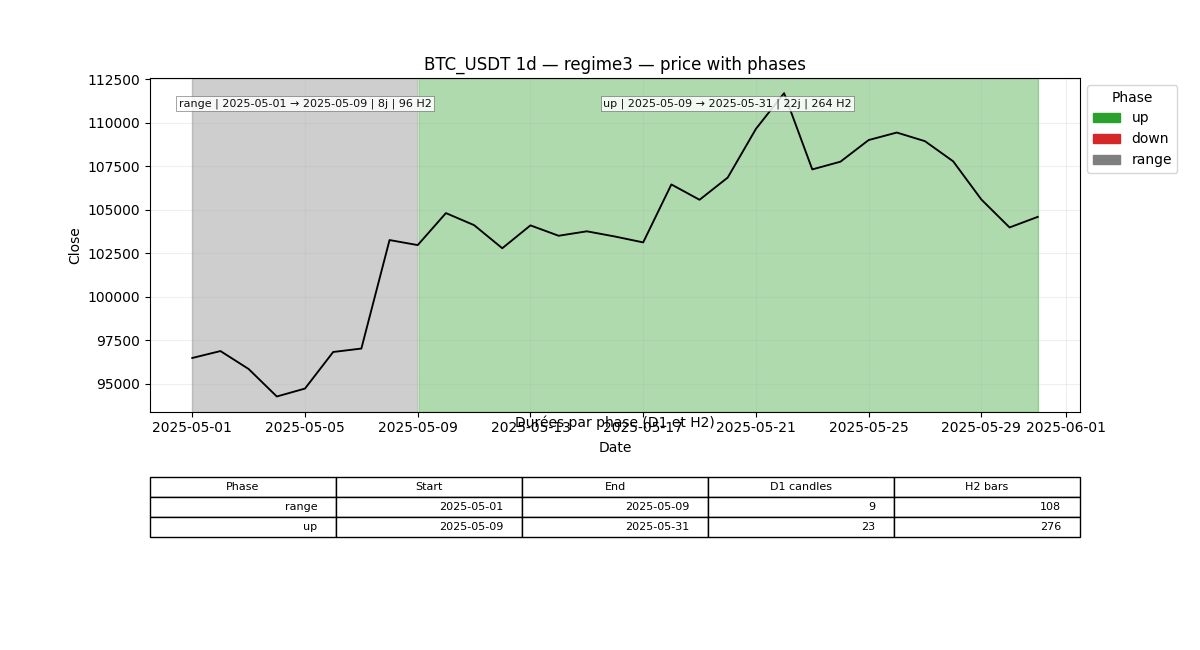 BTC_USDT 1d — regime3 — price with phases
112500
110000
107500
105000
102500
100000
97500
95000
Close
range | 2025-05-01 → 2025-05-09 | 8j | 96 H2
up | 2025-05-09 → 2025-05-31 | 22j | 264 H2
Phase
up
down
range
2025-05-01 2025-05-05 2025-05-09 2025-05-13 2025-05-17 2025-05-21 2025-05-25 2025-05-29 2025-06-01
Durées par phase (D1 et H2)
Date
Phase Start End D1 candles H2 bars
range 2025-05-01 2025-05-09 9 108
up 2025-05-09 2025-05-31 23 276